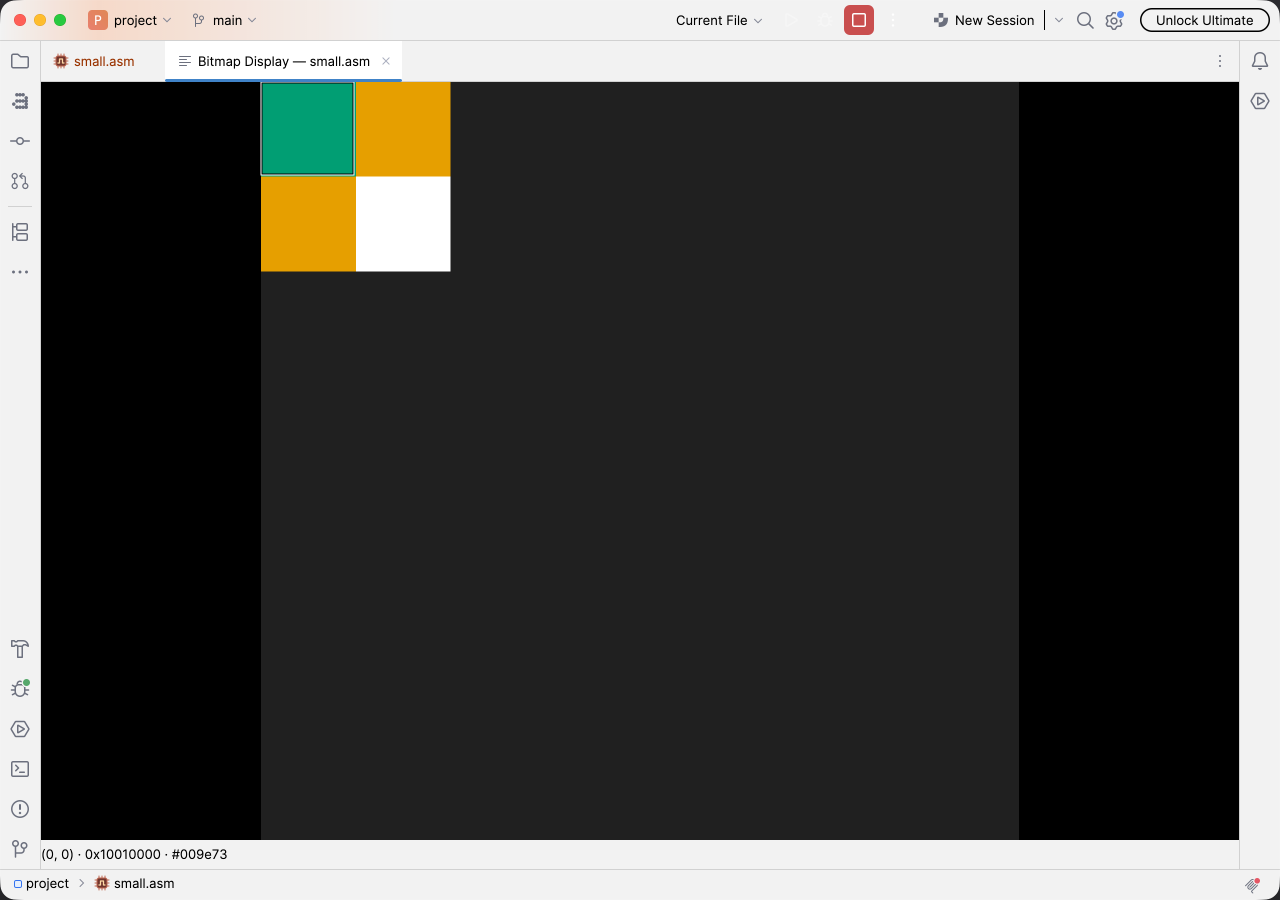 P project main Current File New Session Unlock Ultimate
small.asm Bitmap Display — small.asm
(0, 0) · 0x10010000 · #009e73
project small.asm